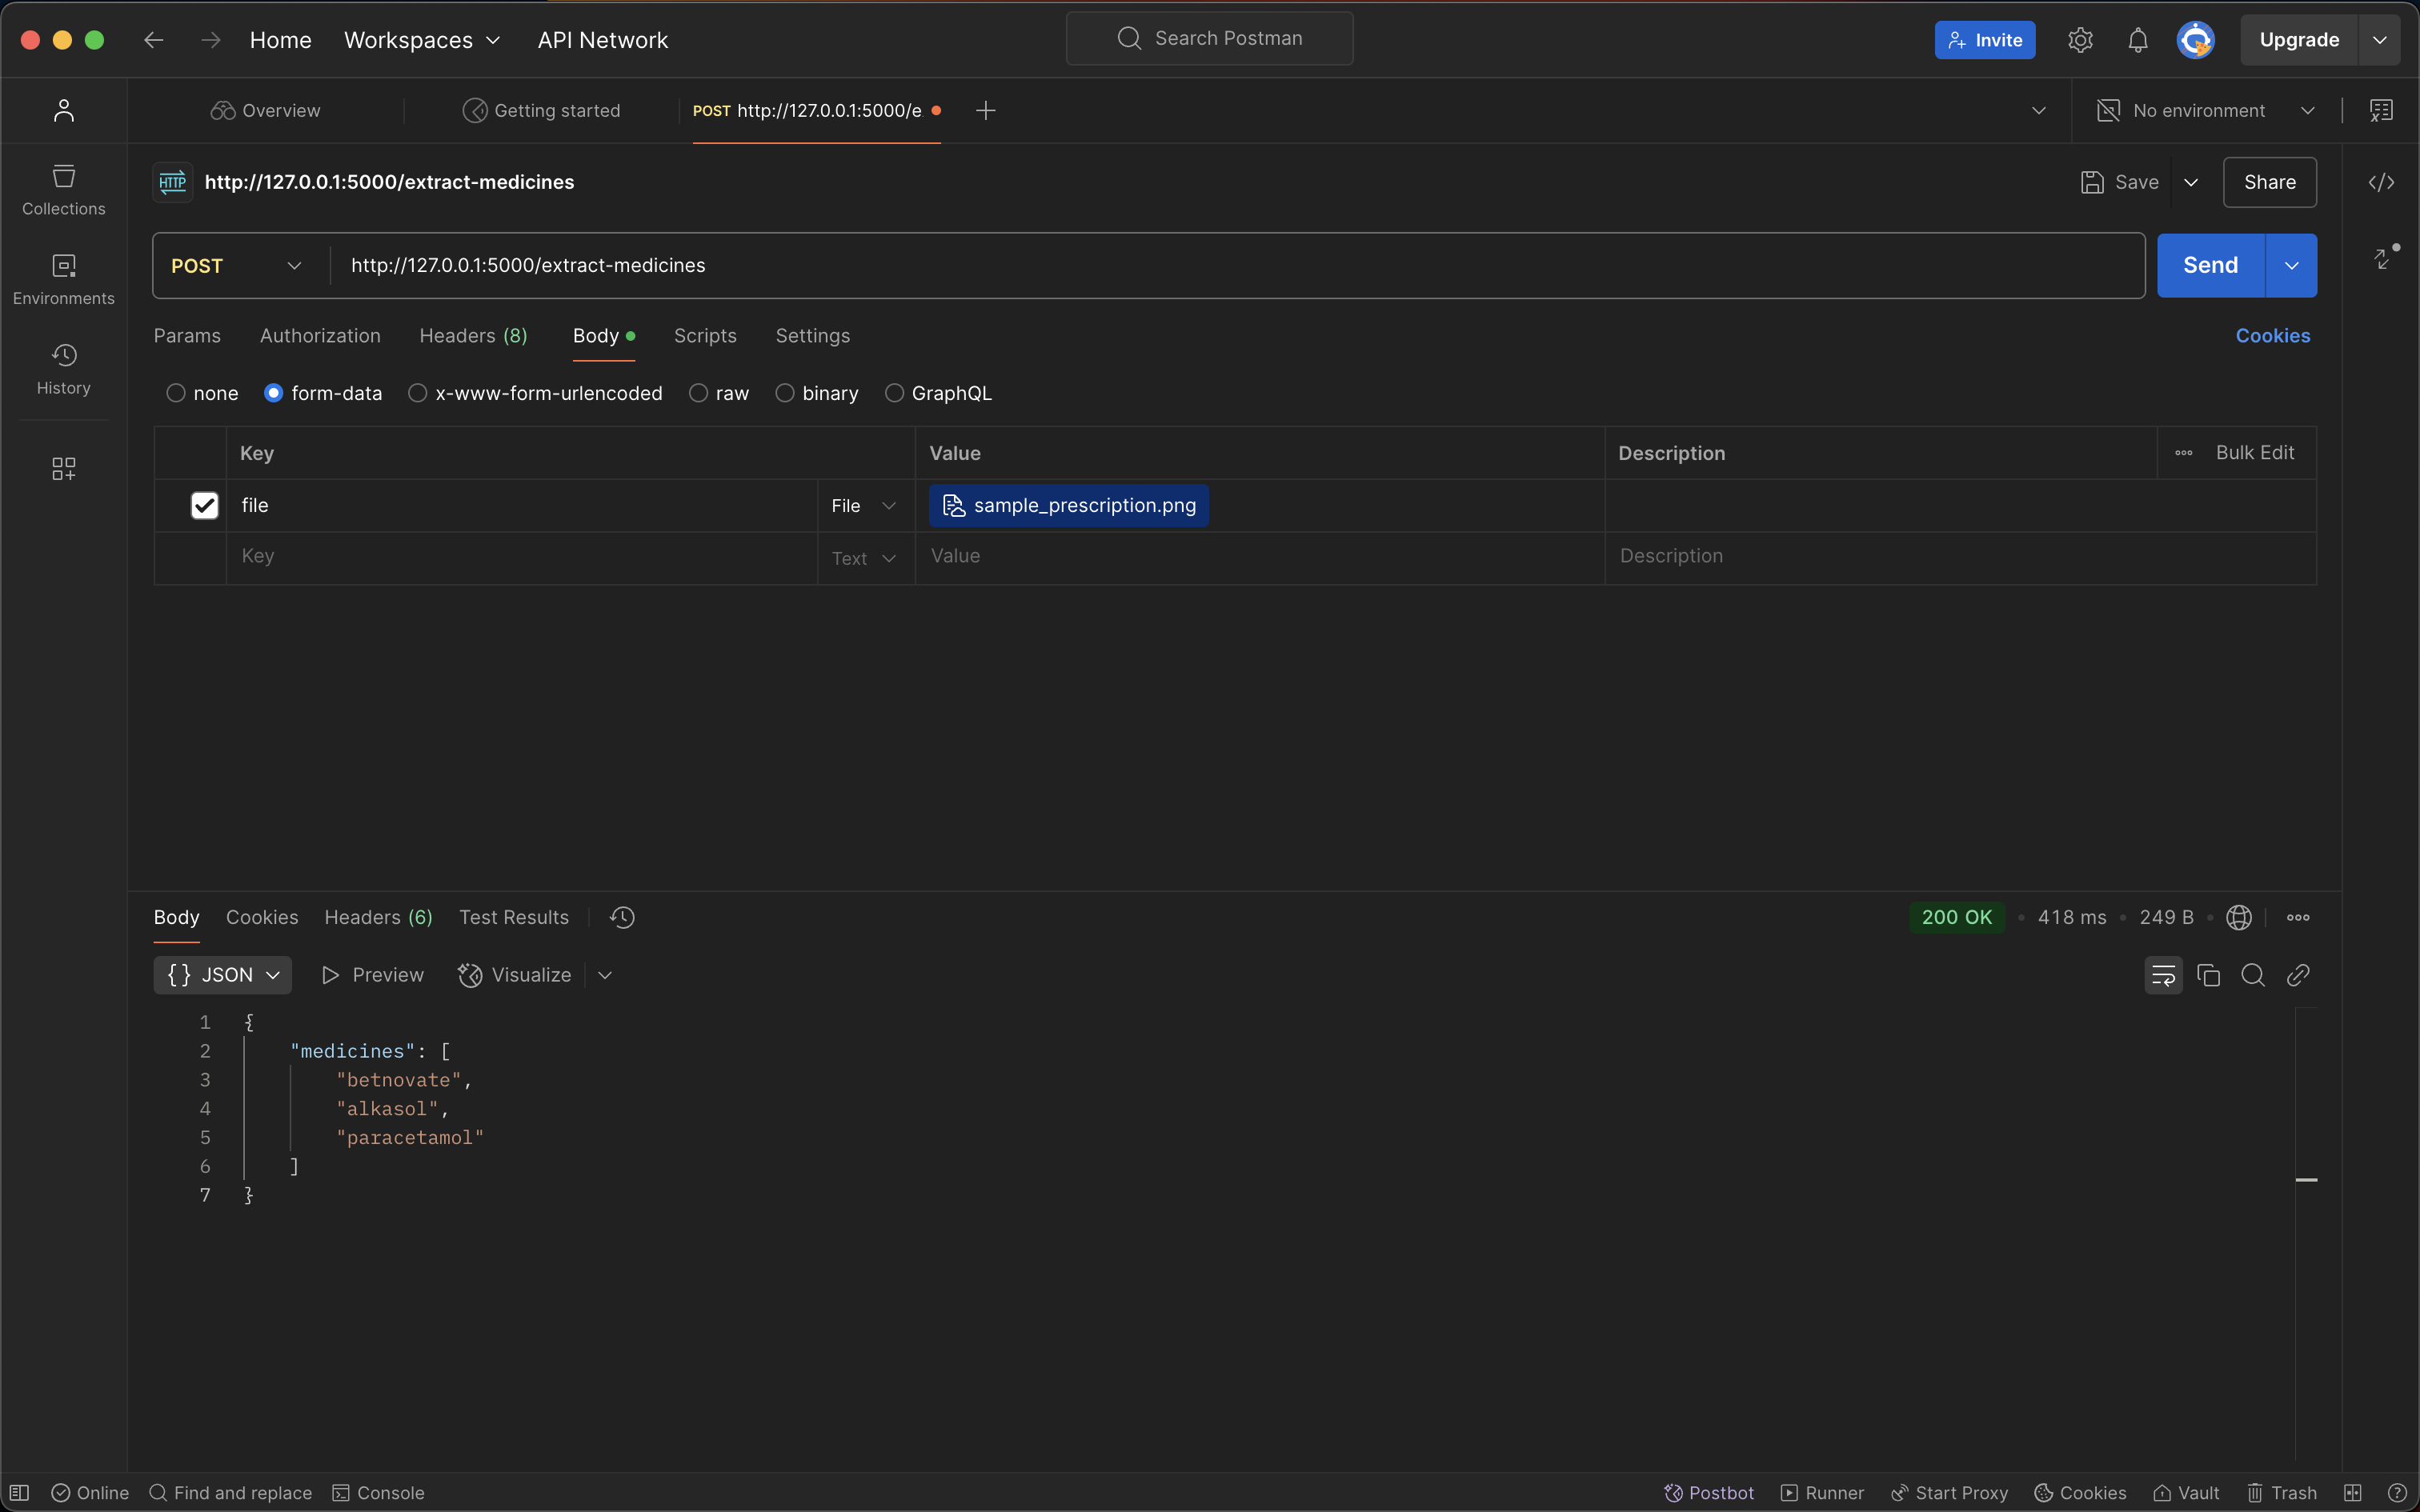 Home Workspaces API Network Search Postman Invite Upgrade
Overview Getting started POST http://127.0.0.1:5000/e No environment
HTTP http://127.0.0.1:5000/extract-medicines Save Share
Collections
POST http://127.0.0.1:5000/extract-medicines Send
Environments
Params Authorization Headers (8) Body Scripts Settings Cookies
History
none form-data x-www-form-urlencoded raw binary GraphQL
Key Value Description Bulk Edit
file File sample_prescription.png
Key Text Value Description
Body Cookies Headers (6) Test Results 200 OK • 418 ms • 249 B •
{} JSON Preview Visualize
1 {
2 "medicines": [
3 "betnovate",
4 "alkasol",
5 "paracetamol"
6 ]
7 }
Online Find and replace Console Postbot Runner Start Proxy Cookies Vault Trash